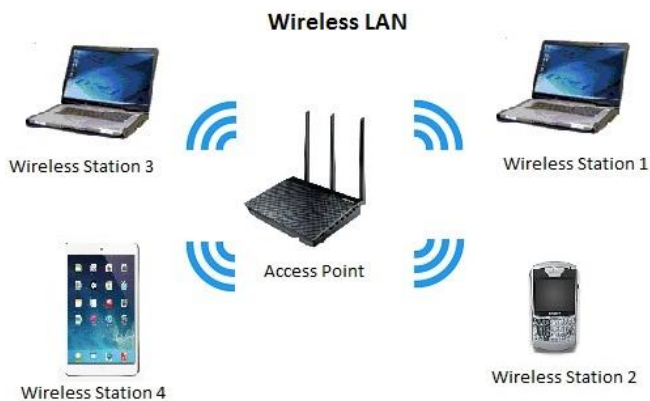 Wireless LAN
Wireless Station 3
Wireless Station 1
Access Point
Wireless Station 4
Wireless Station 2